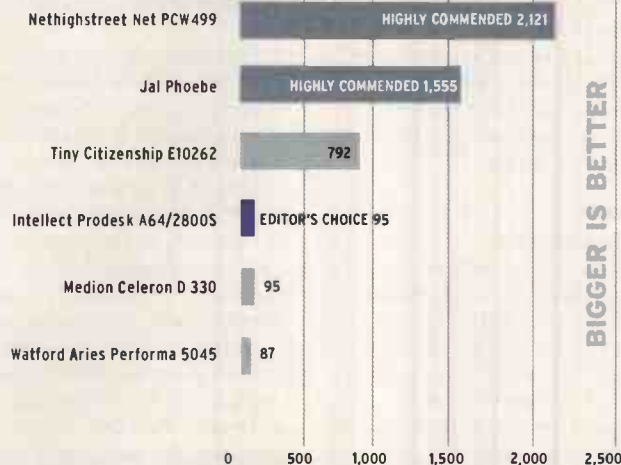 Nethighstreet Net PCW499
HIGHLY COMMENDED 2,121
Jal Phoebe
HIGHLY COMMENDED 1,555
Tiny Citizenship E10262
792
Intellect Prodesk A64/2800S
EDITOR'S CHOICE 95
Medion Celeron D 330
95
Watford Aries Performa 5045
87
0 500 1,000 1,500 2,000 2,500
BIGGER IS BETTER